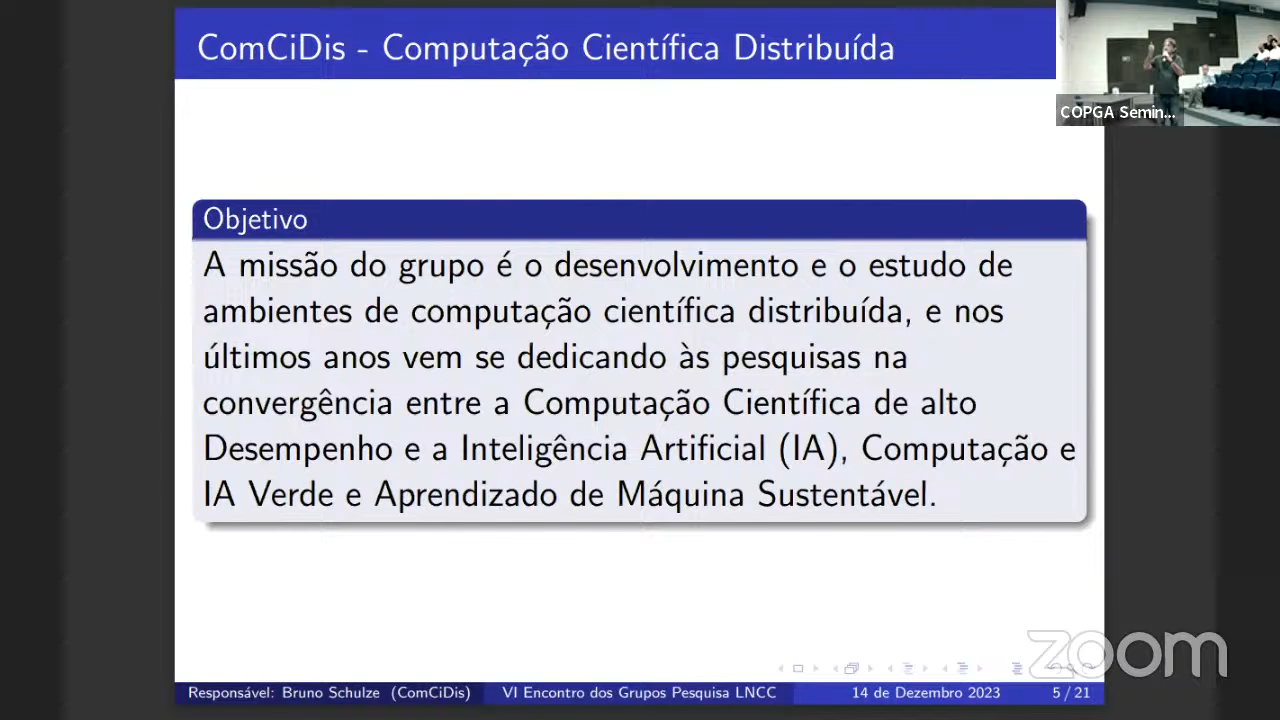 ComCiDis - Computação Científica Distribuída
COPGA Semin...
Objetivo
A missão do grupo é o desenvolvimento e o estudo de
ambientes de computação científica distribuída, e nos
últimos anos vem se dedicando às pesquisas na
convergência entre a Computação Científica de alto
Desempenho e a Inteligência Artificial (IA), Computação e
IA Verde e Aprendizado de Máquina Sustentável.
zoom
Responsável: Bruno Schulze (ComCiDis) VI Encontro dos Grupos Pesquisa LNCC 14 de Dezembro 2023 5 / 21